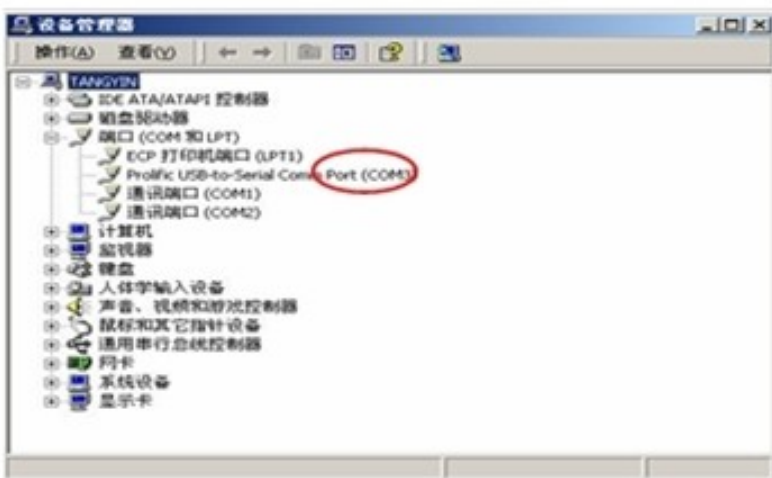 设备管理器
操作(A) 查看(V)
TANGYIN
IDE ATA/ATAPI 控制器
磁盘驱动器
端口 (COM 和 LPT)
ECP 打印机端口 (LPT1)
Prolific USB-to-Serial Comm Port (COM3)
通讯端口 (COM1)
通讯端口 (COM2)
计算机
监视器
键盘
人体学输入设备
声音、视频和游戏控制器
鼠标和其它指针设备
通用串行总线控制器
网卡
系统设备
显示卡